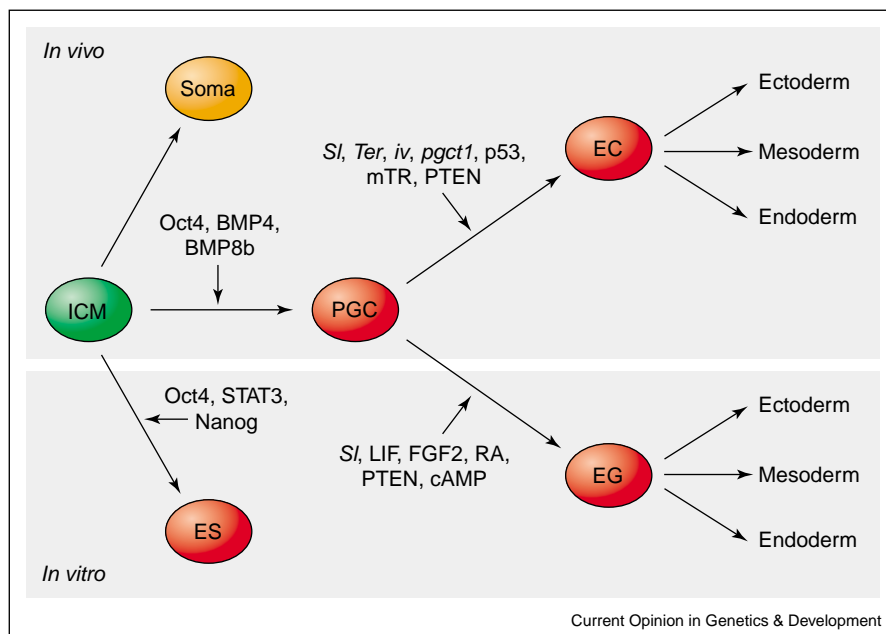 In vivo
Soma
Ectoderm
Sl, Ter, iv, pgct1, p53,
mTR, PTEN
EC
Mesoderm
Endoderm
Oct4, BMP4,
BMP8b
ICM
PGC
Oct4, STAT3,
Nanog
Sl, LIF, FGF2, RA,
PTEN, cAMP
Ectoderm
EG
Mesoderm
Endoderm
ES
In vitro
Current Opinion in Genetics & Development